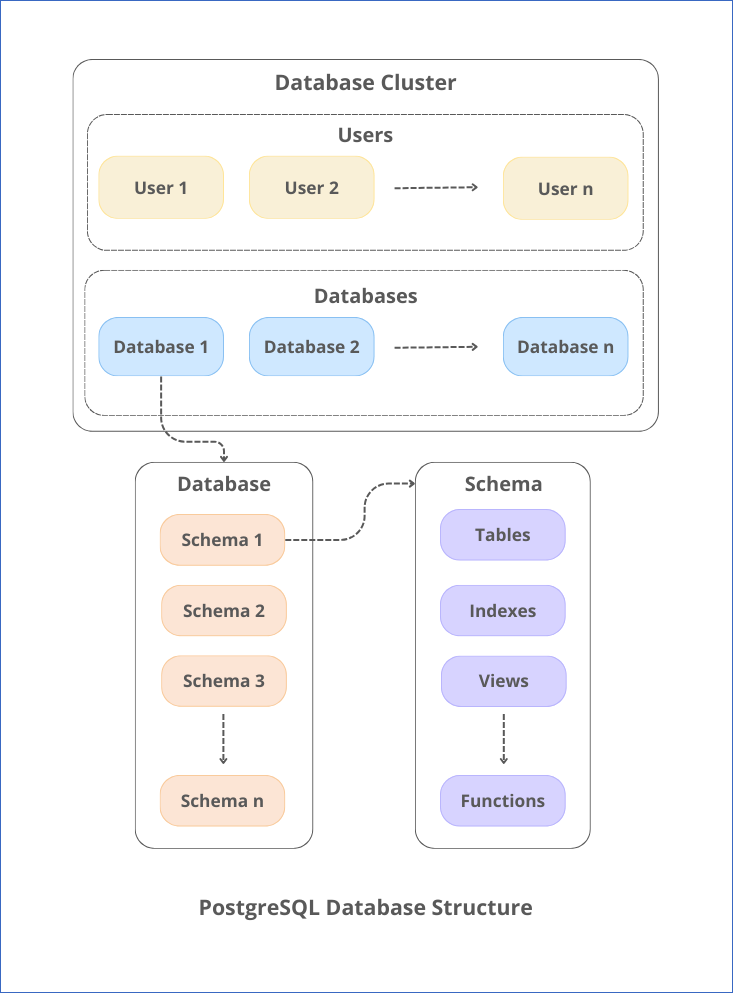 Database Cluster
Users
User 1
User 2
User n
Databases
Database 1
Database 2
Database n
Database
Schema 1
Schema 2
Schema 3
Schema n
Schema
Tables
Indexes
Views
Functions
PostgreSQL Database Structure